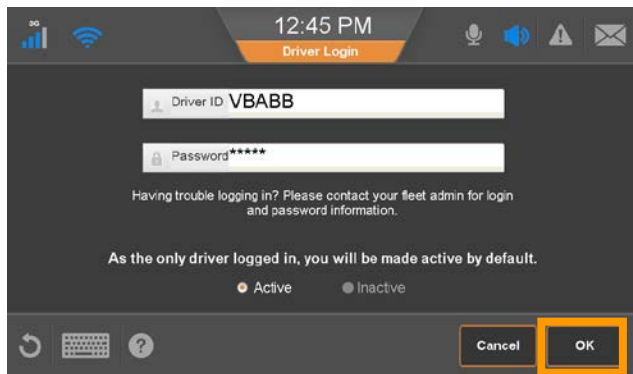 3G
12:45 PM
Driver Login
Driver ID VBABB
Password *****
Having trouble logging in? Please contact your fleet admin for login
and password information.
As the only driver logged in, you will be made active by default.
Active Inactive
? Cancel OK